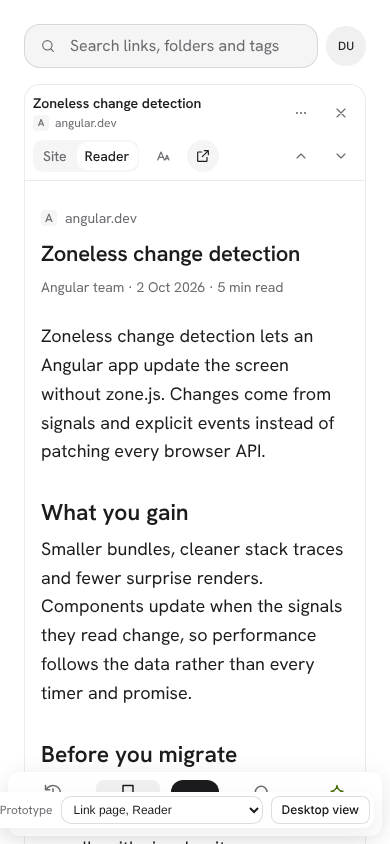 Search links, folders and tags
DU
Zoneless change detection
A angular.dev
Site Reader AA
A angular.dev
Zoneless change detection
Angular team · 2 Oct 2026 · 5 min read
Zoneless change detection lets an
Angular app update the screen
without zone.js. Changes come from
signals and explicit events instead of
patching every browser API.
What you gain
Smaller bundles, cleaner stack traces
and fewer surprise renders.
Components update when the signals
they read change, so performance
follows the data rather than every
timer and promise.
Before you migrate
Prototype Link page, Reader Desktop view